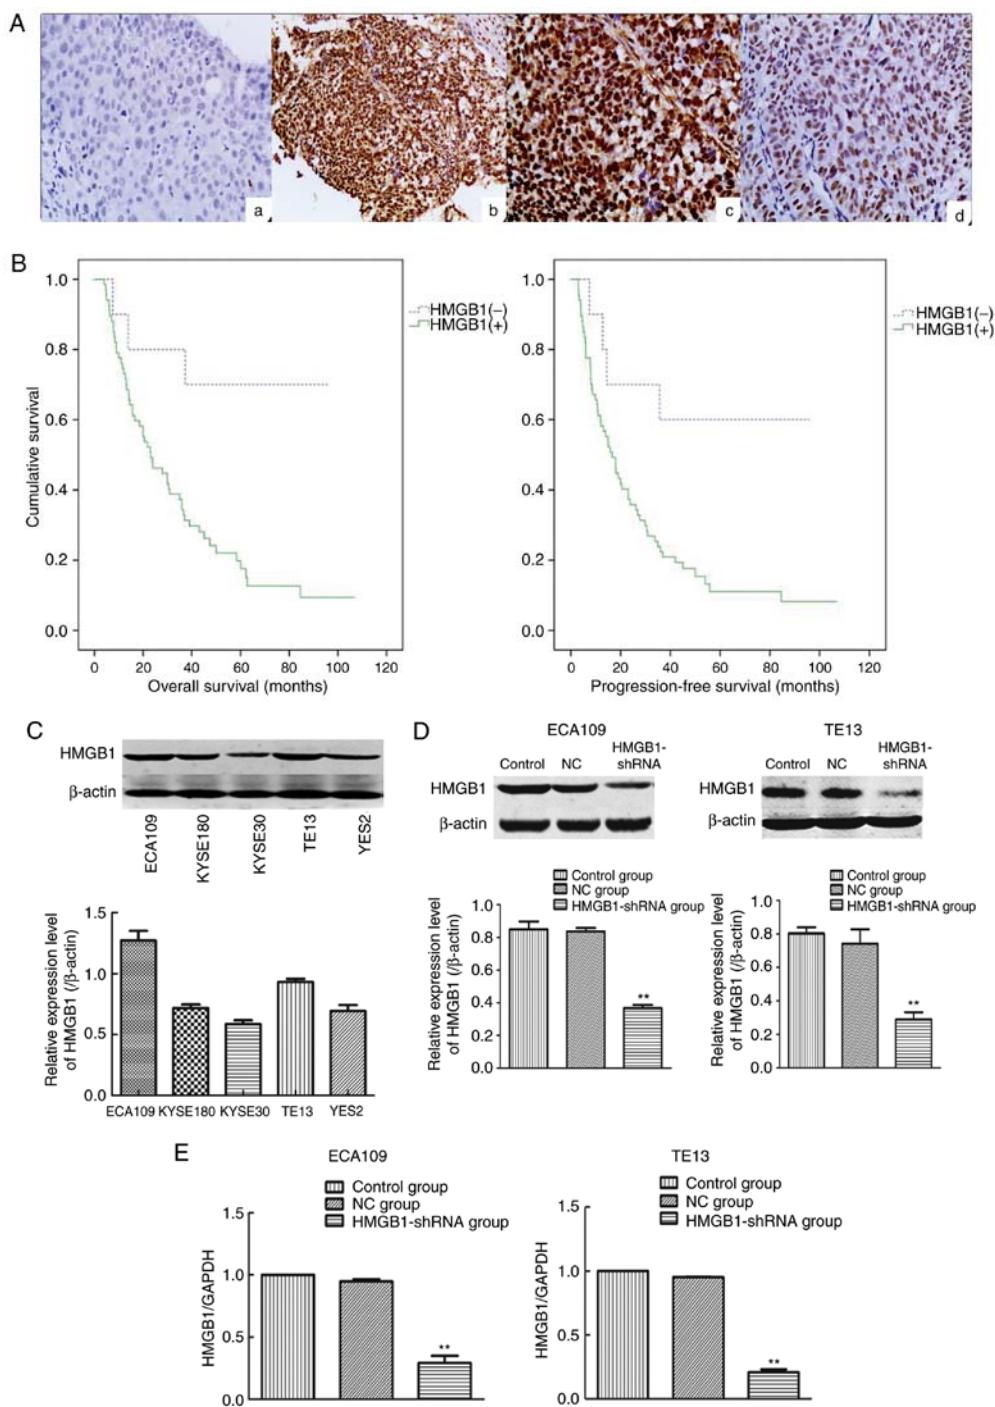 A
a
b
c
d
B
1.0
0.8
0.6
0.4
0.2
0.0
Cumulative survival
HMGB1(−)
HMGB1(+)
0 20 40 60 80 100 120
Overall survival (months)
1.0
0.8
0.6
0.4
0.2
0.0
HMGB1(−)
HMGB1(+)
0 20 40 60 80 100 120
Progression-free survival (months)
C
HMGB1
β-actin
ECA109
KYSE180
KYSE30
TE13
YES2
Relative expression level
of HMGB1 (/β-actin)
1.5
1.0
0.5
0.0
ECA109 KYSE180 KYSE30 TE13 YES2
D
ECA109
Control NC HMGB1-
shRNA
HMGB1
β-actin
Control group
NC group
HMGB1-shRNA group
Relative expression level
of HMGB1 (/β-actin)
1.0
0.8
0.6
0.4
0.2
0.0
**
TE13
Control NC HMGB1-
shRNA
HMGB1
β-actin
Control group
NC group
HMGB1-shRNA group
Relative expression level
of HMGB1 (/β-actin)
1.0
0.8
0.6
0.4
0.2
0.0
**
E
ECA109
Control group
NC group
HMGB1-shRNA group
HMGB1/GAPDH
1.5
1.0
0.5
0.0
**
TE13
Control group
NC group
HMGB1-shRNA group
HMGB1/GAPDH
1.5
1.0
0.5
0.0
**